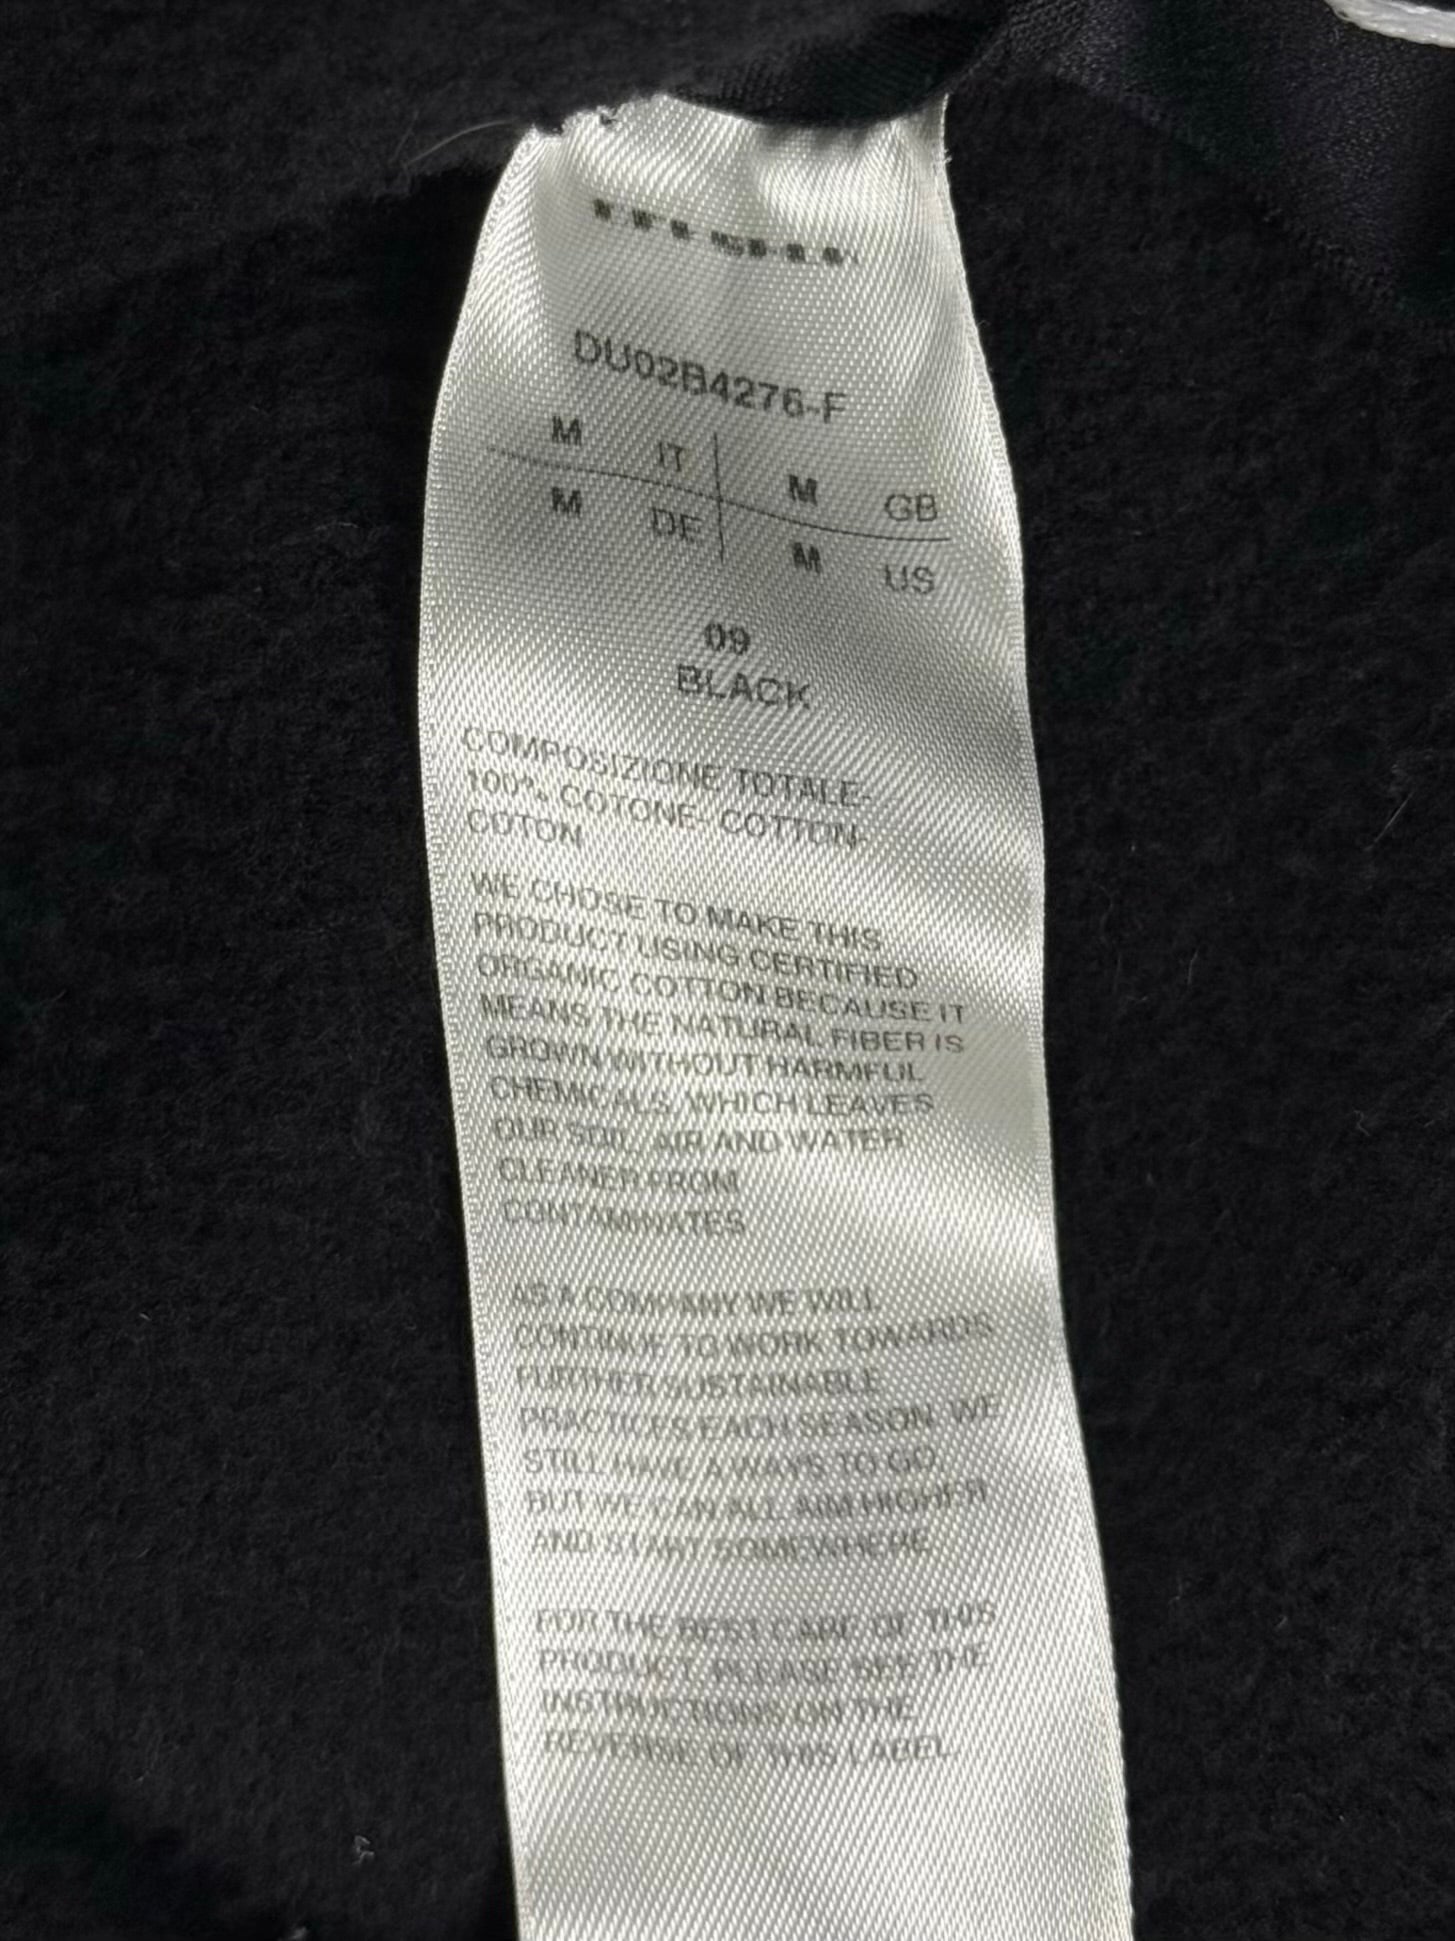 DU02B4276-F
M IT M GB
M DE M US
09
BLACK
COMPOSIZIONE TOTALE-
100% COTONE- COTTON-
COTON
WE CHOSE TO MAKE THIS
PRODUCT USING CERTIFIED
ORGANIC COTTON BECAUSE IT
MEANS THE NATURAL FIBER IS
GROWN WITHOUT HARMFUL
CHEMICALS, WHICH LEAVES
OUR SOIL, AIR AND WATER
CLEANER FROM
CONTAMINATES
AS A COMPANY WE WILL
CONTINUE TO WORK TOWARDS
FURTHER SUSTAINABLE
PRACTICES EACH SEASON. WE
STILL HAVE A WAYS TO GO,
BUT WE CAN ALL AIM HIGHER
AND START SOMEWHERE
FOR THE BEST CARE OF THIS
PRODUCT, PLEASE SEE THE
INSTRUCTIONS ON THE
REVERSE OF THIS LABEL